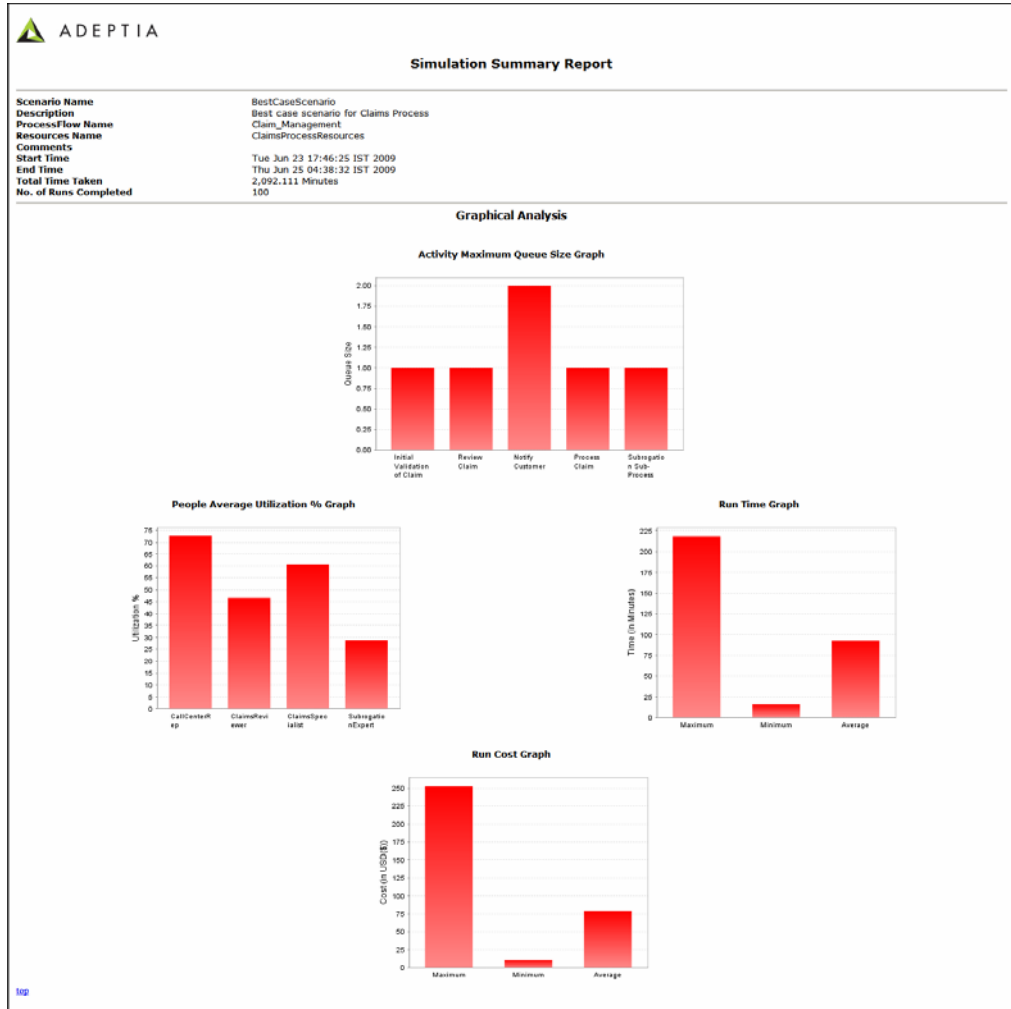 ADEPTIA
Simulation Summary Report
Scenario Name BestCaseScenario
Description Best case scenario for Claims Process
ProcessFlow Name Claim_Management
Resources Name ClaimsProcessResources
Comments
Start Time Tue Jun 23 17:46:25 IST 2009
End Time Thu Jun 25 04:38:32 IST 2009
Total Time Taken 2,092.111 Minutes
No. of Runs Completed 100
Graphical Analysis
Activity Maximum Queue Size Graph
Queue Size
2.00
1.75
1.50
1.25
1.00
0.75
0.50
0.25
0.00
Initial
Validation
of Claim
Review
Claim
Notify
Customer
Process
Claim
Subrogatio
n Sub-
Process
People Average Utilization % Graph
Utilization %
75
70
65
60
55
50
45
40
35
30
25
20
15
10
5
0
CallCenterR
ep
ClaimsRevi
ewer
ClaimsSpec
ialist
Subrogatio
nExpert
Run Time Graph
Time (in Minutes)
225
200
175
150
125
100
75
50
25
0
Maximum
Minimum
Average
Run Cost Graph
Cost (in USD($))
250
225
200
175
150
125
100
75
50
25
0
Maximum
Minimum
Average
top